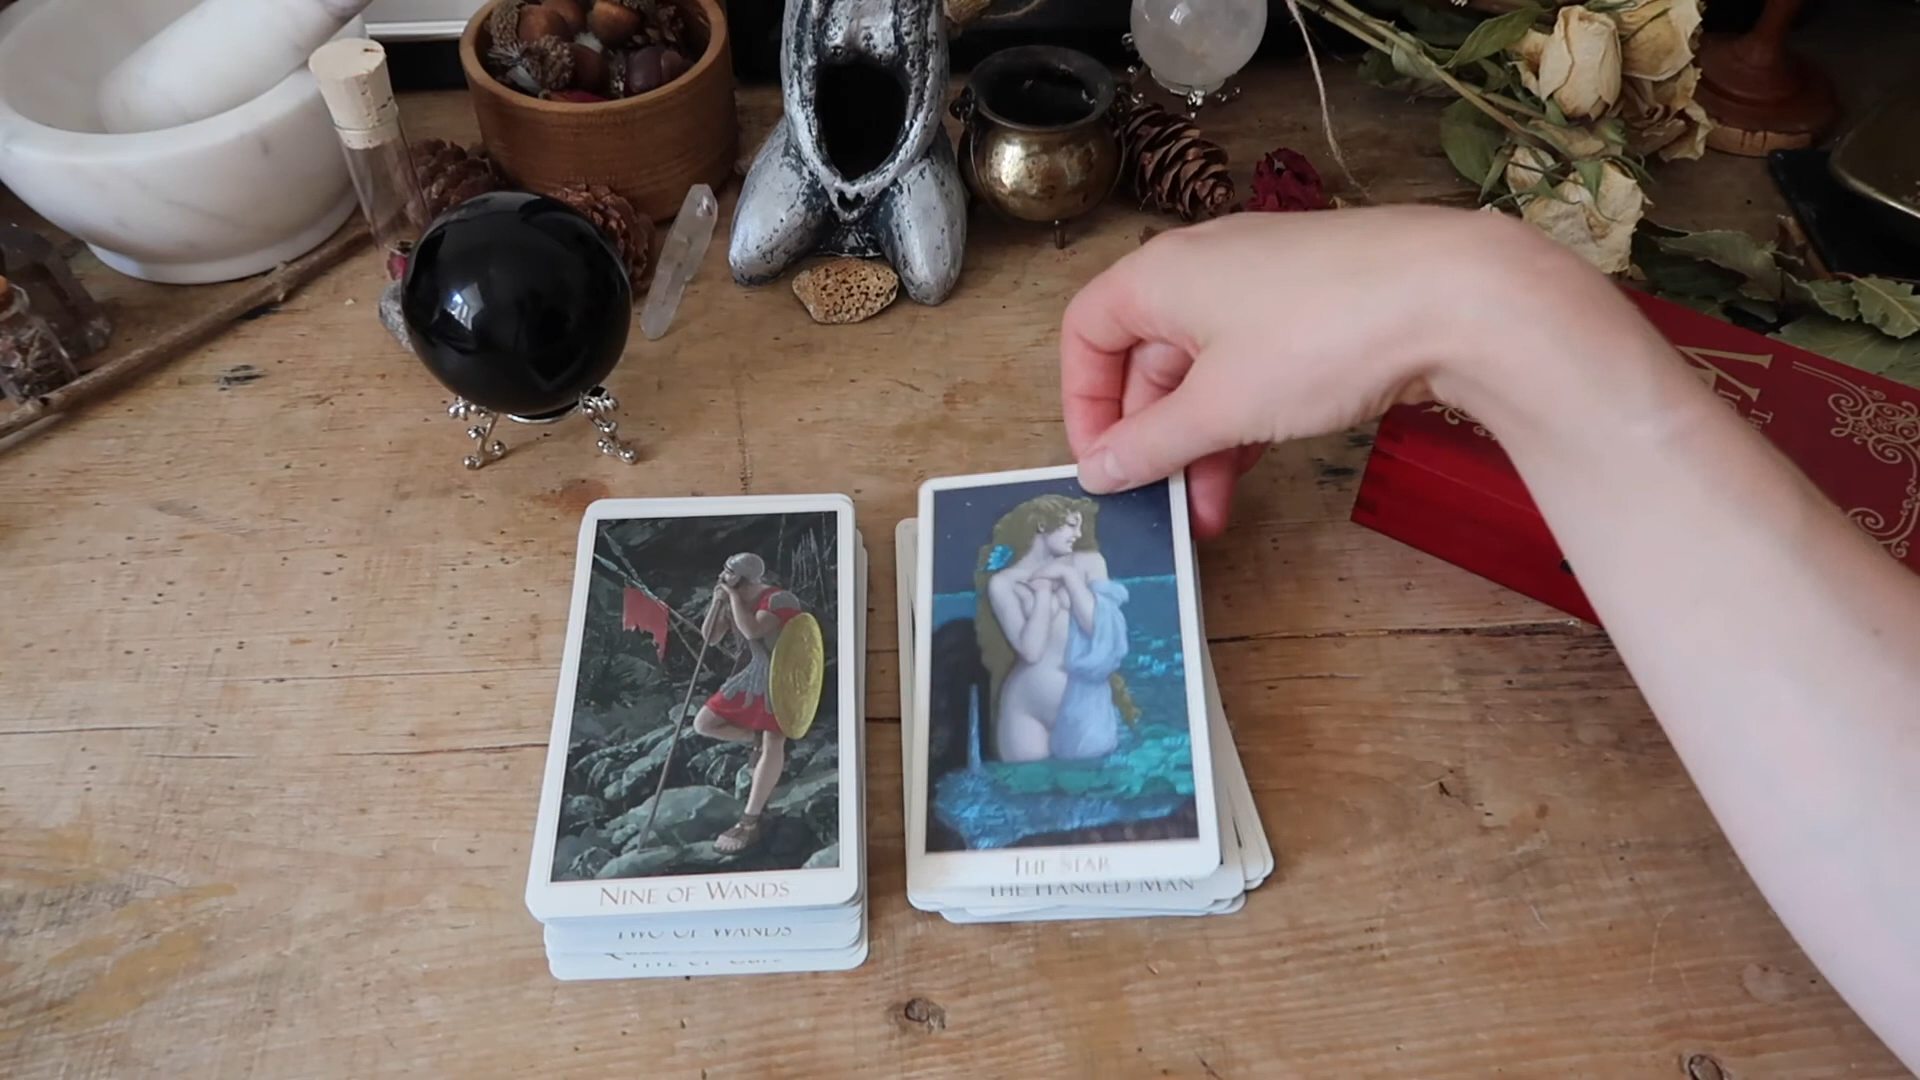 NINE OF WANDS
TWO OF WANDS
THE STAR
THE HANGED MAN